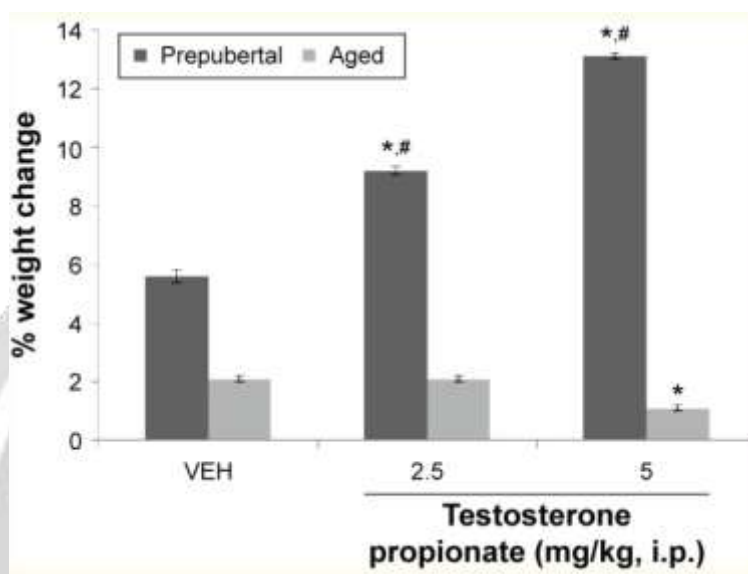 14
12
10
8
6
4
2
0
% weight change
Prepubertal Aged
*,#
*,#
*
VEH 2.5 5
Testosterone
propionate (mg/kg, i.p.)